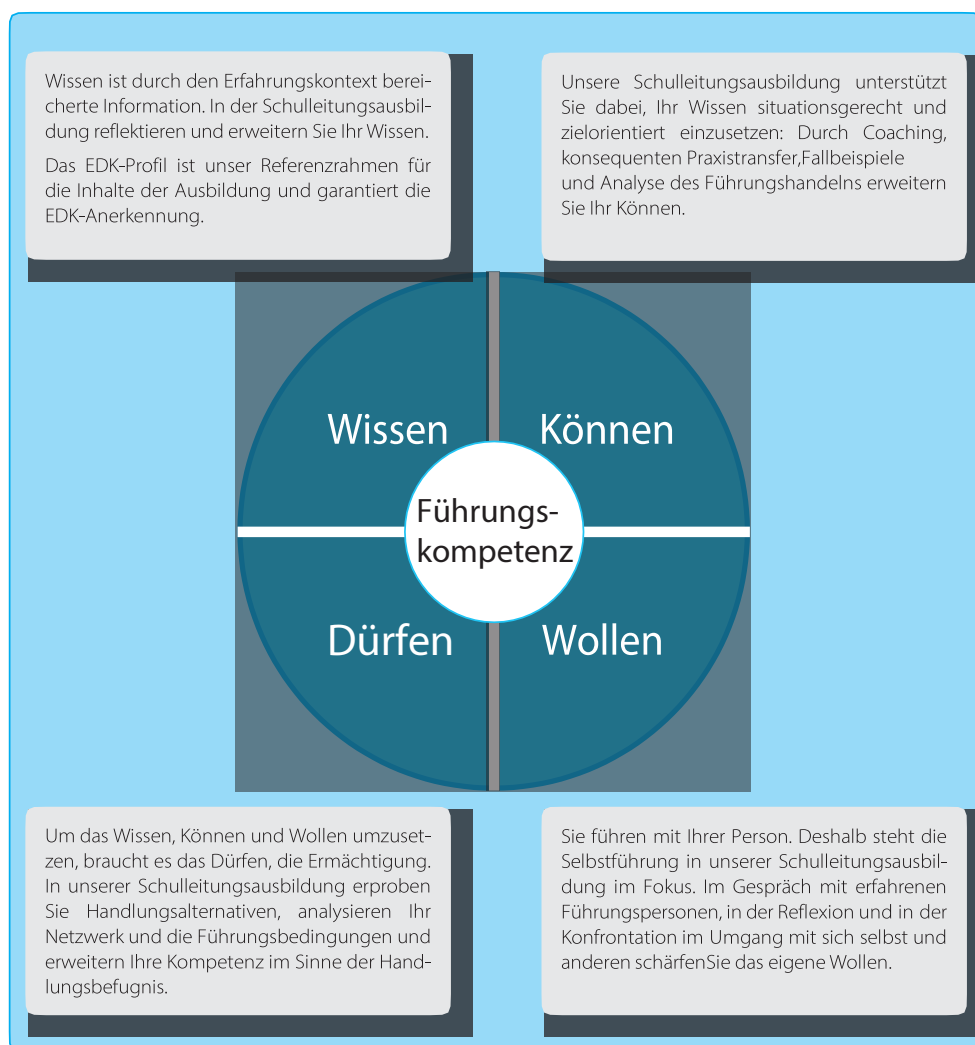 Wissen ist durch den Erfahrungskontext berei-
cherte Information. In der Schulleitungsausbil-
dung reflektieren und erweitern Sie Ihr Wissen.
Das EDK-Profil ist unser Referenzrahmen für
die Inhalte der Ausbildung und garantiert die
EDK-Anerkennung.
Unsere Schulleitungsausbildung unterstützt
Sie dabei, Ihr Wissen situationsgerecht und
zielorientiert einzusetzen: Durch Coaching,
konsequenten Praxistransfer,Fallbeispiele
und Analyse des Führungshandelns erweitern
Sie Ihr Können.
Wissen
Können
Führungs-
kompetenz
Dürfen
Wollen
Um das Wissen, Können und Wollen umzuset-
zen, braucht es das Dürfen, die Ermächtigung.
In unserer Schulleitungsausbildung erproben
Sie Handlungsalternativen, analysieren Ihr
Netzwerk und die Führungsbedingungen und
erweitern Ihre Kompetenz im Sinne der Hand-
lungsbefugnis.
Sie führen mit Ihrer Person. Deshalb steht die
Selbstführung in unserer Schulleitungsausbil-
dung im Fokus. Im Gespräch mit erfahrenen
Führungspersonen, in der Reflexion und in der
Konfrontation im Umgang mit sich selbst und
anderen schärfenSie das eigene Wollen.